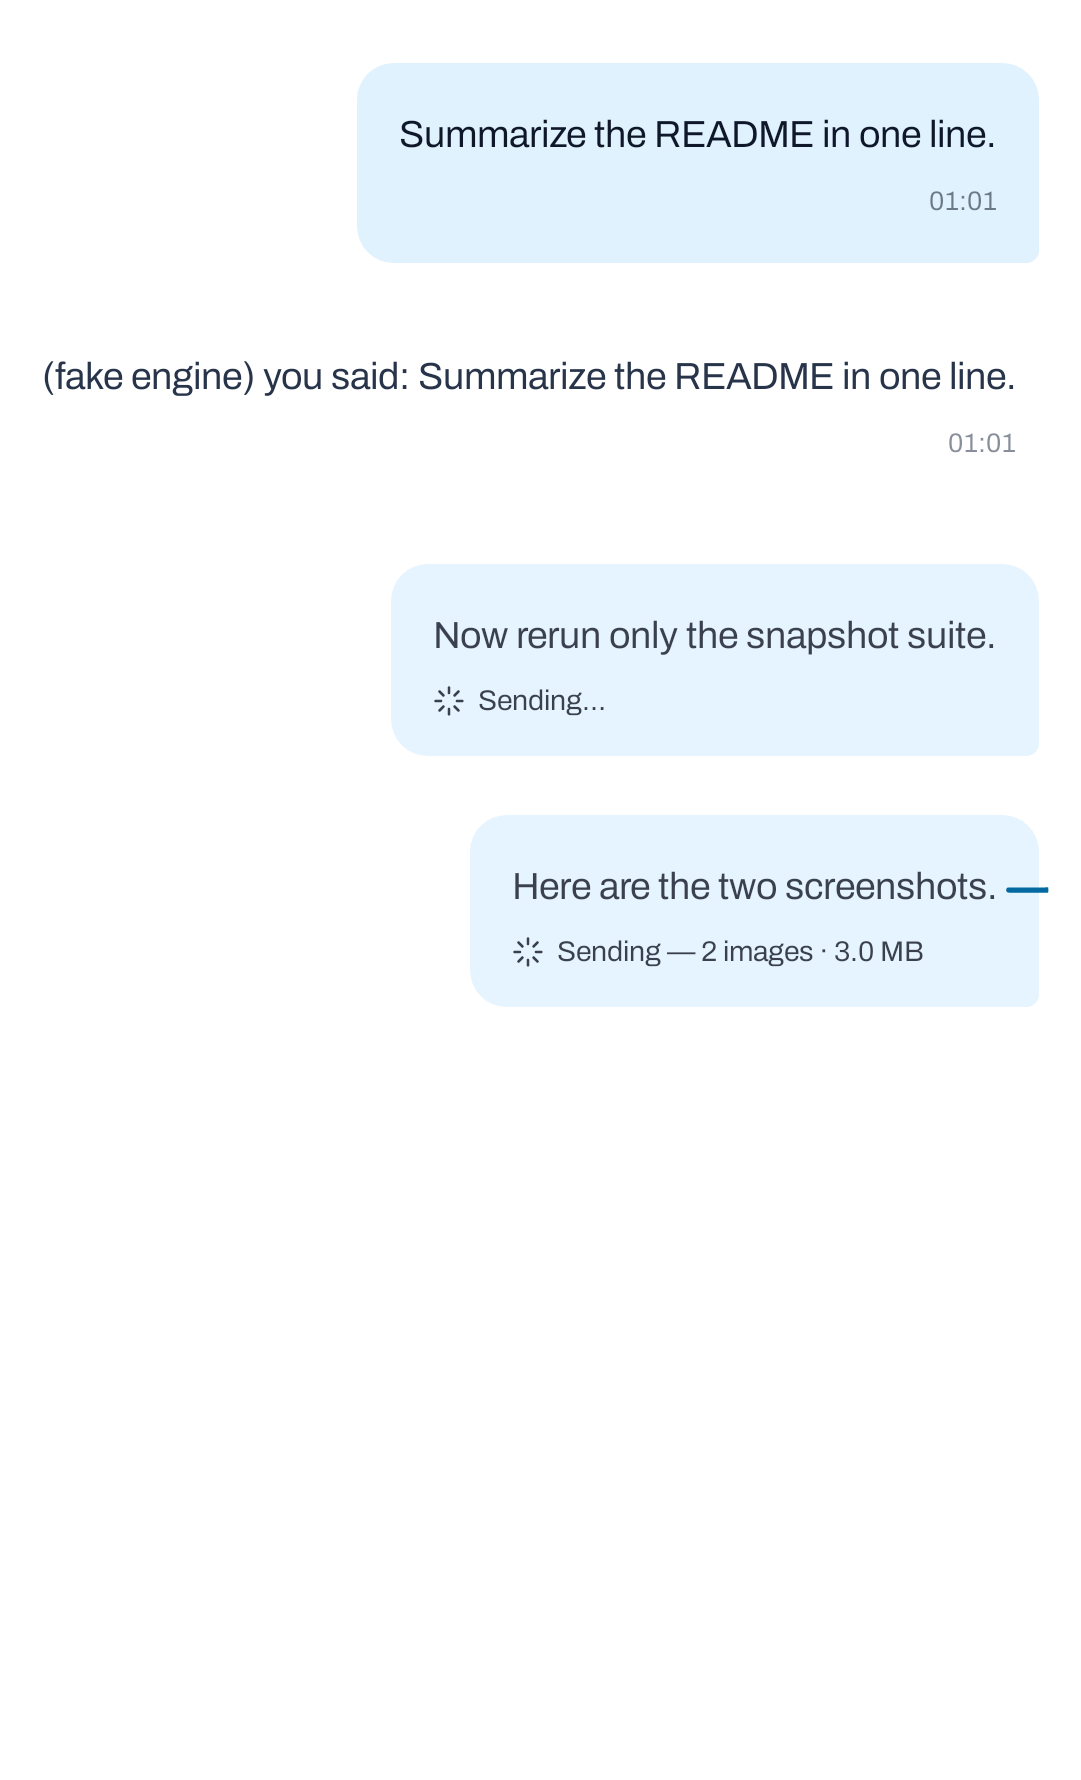 Summarize the README in one line.
01:01
(fake engine) you said: Summarize the README in one line.
01:01
Now rerun only the snapshot suite.
Sending...
Here are the two screenshots.
Sending — 2 images · 3.0 MB